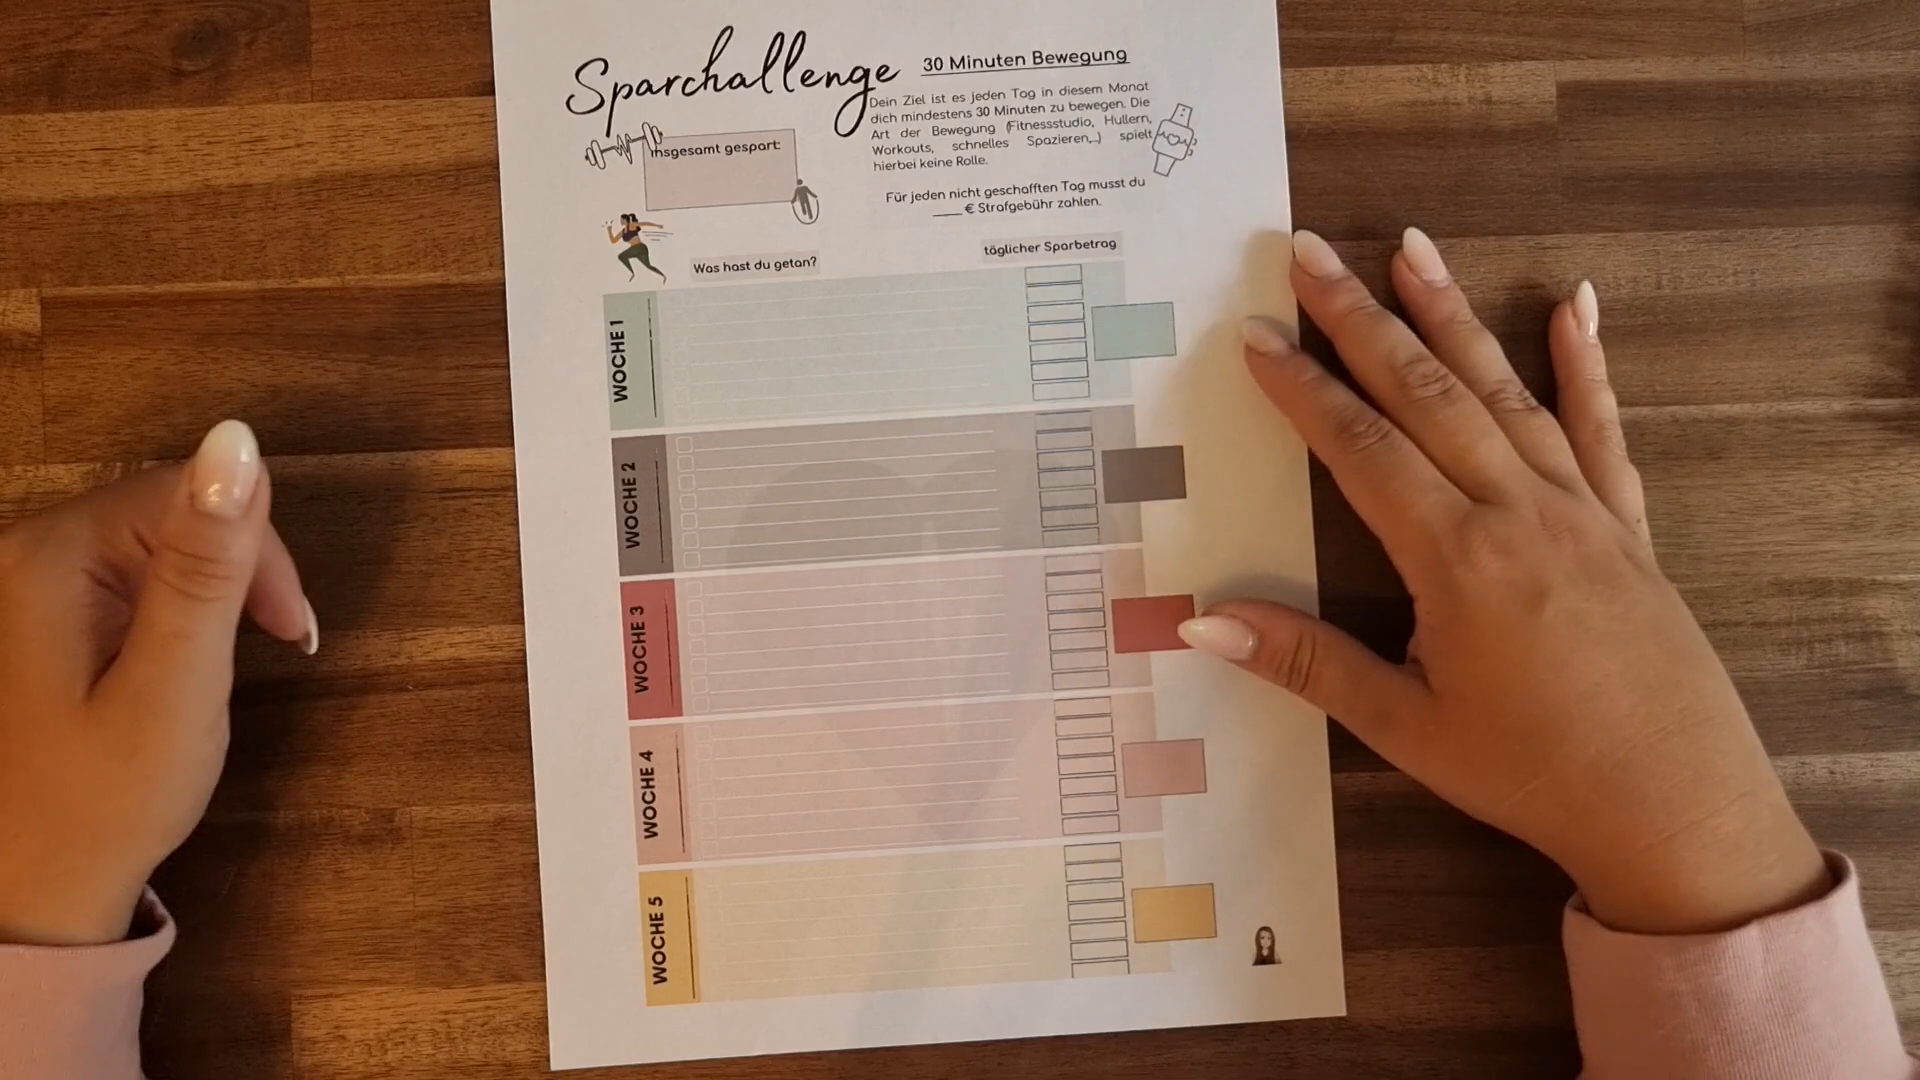 Sparchallenge
30 Minuten Bewegung
Dein Ziel ist es jeden Tag in diesem Monat
dich mindestens 30 Minuten zu bewegen. Die
Art der Bewegung (Fitnessstudio, Hullern,
Workouts, schnelles Spazieren,..) spielt
hierbei keine Rolle.
Insgesamt gespart:
Für jeden nicht geschafften Tag musst du
____ € Strafgebühr zahlen.
Was hast du getan?
täglicher Sparbetrag
WOCHE 1
WOCHE 2
WOCHE 3
WOCHE 4
WOCHE 5